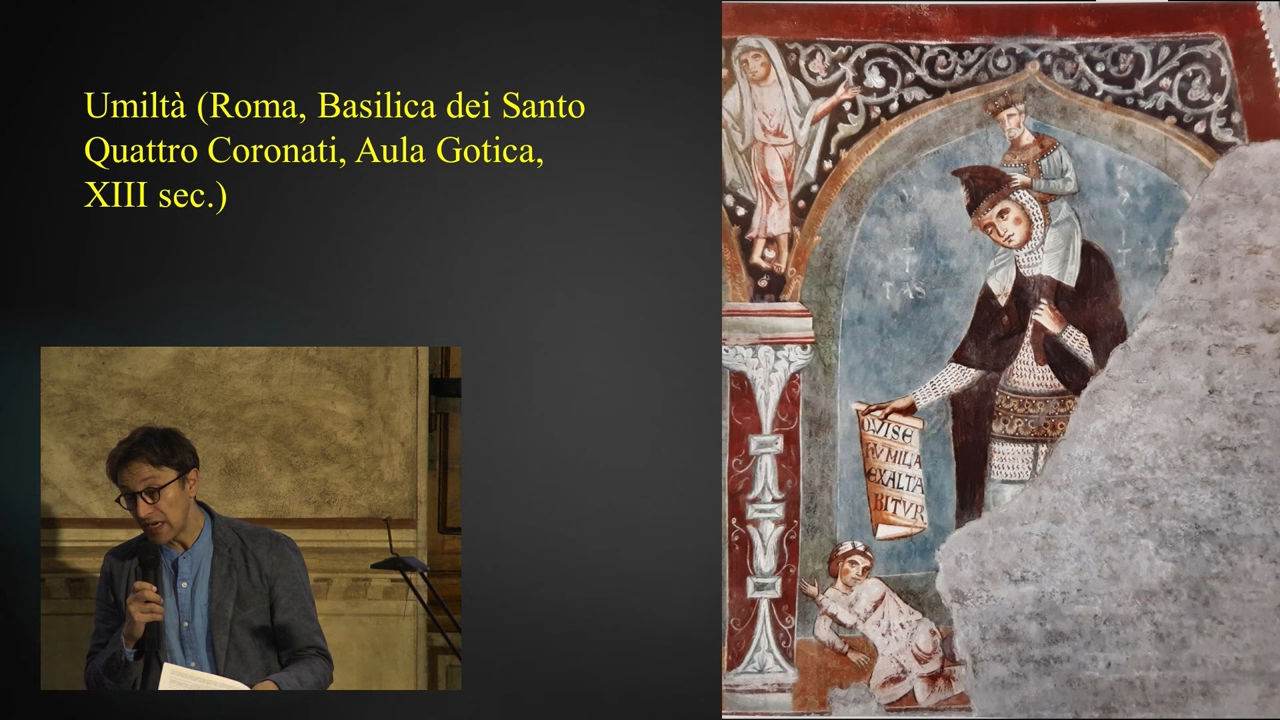 Umiltà (Roma, Basilica dei Santo
Quattro Coronati, Aula Gotica,
XIII sec.)
TAS
QVISE
HVMILA
EXALTA
BITVR